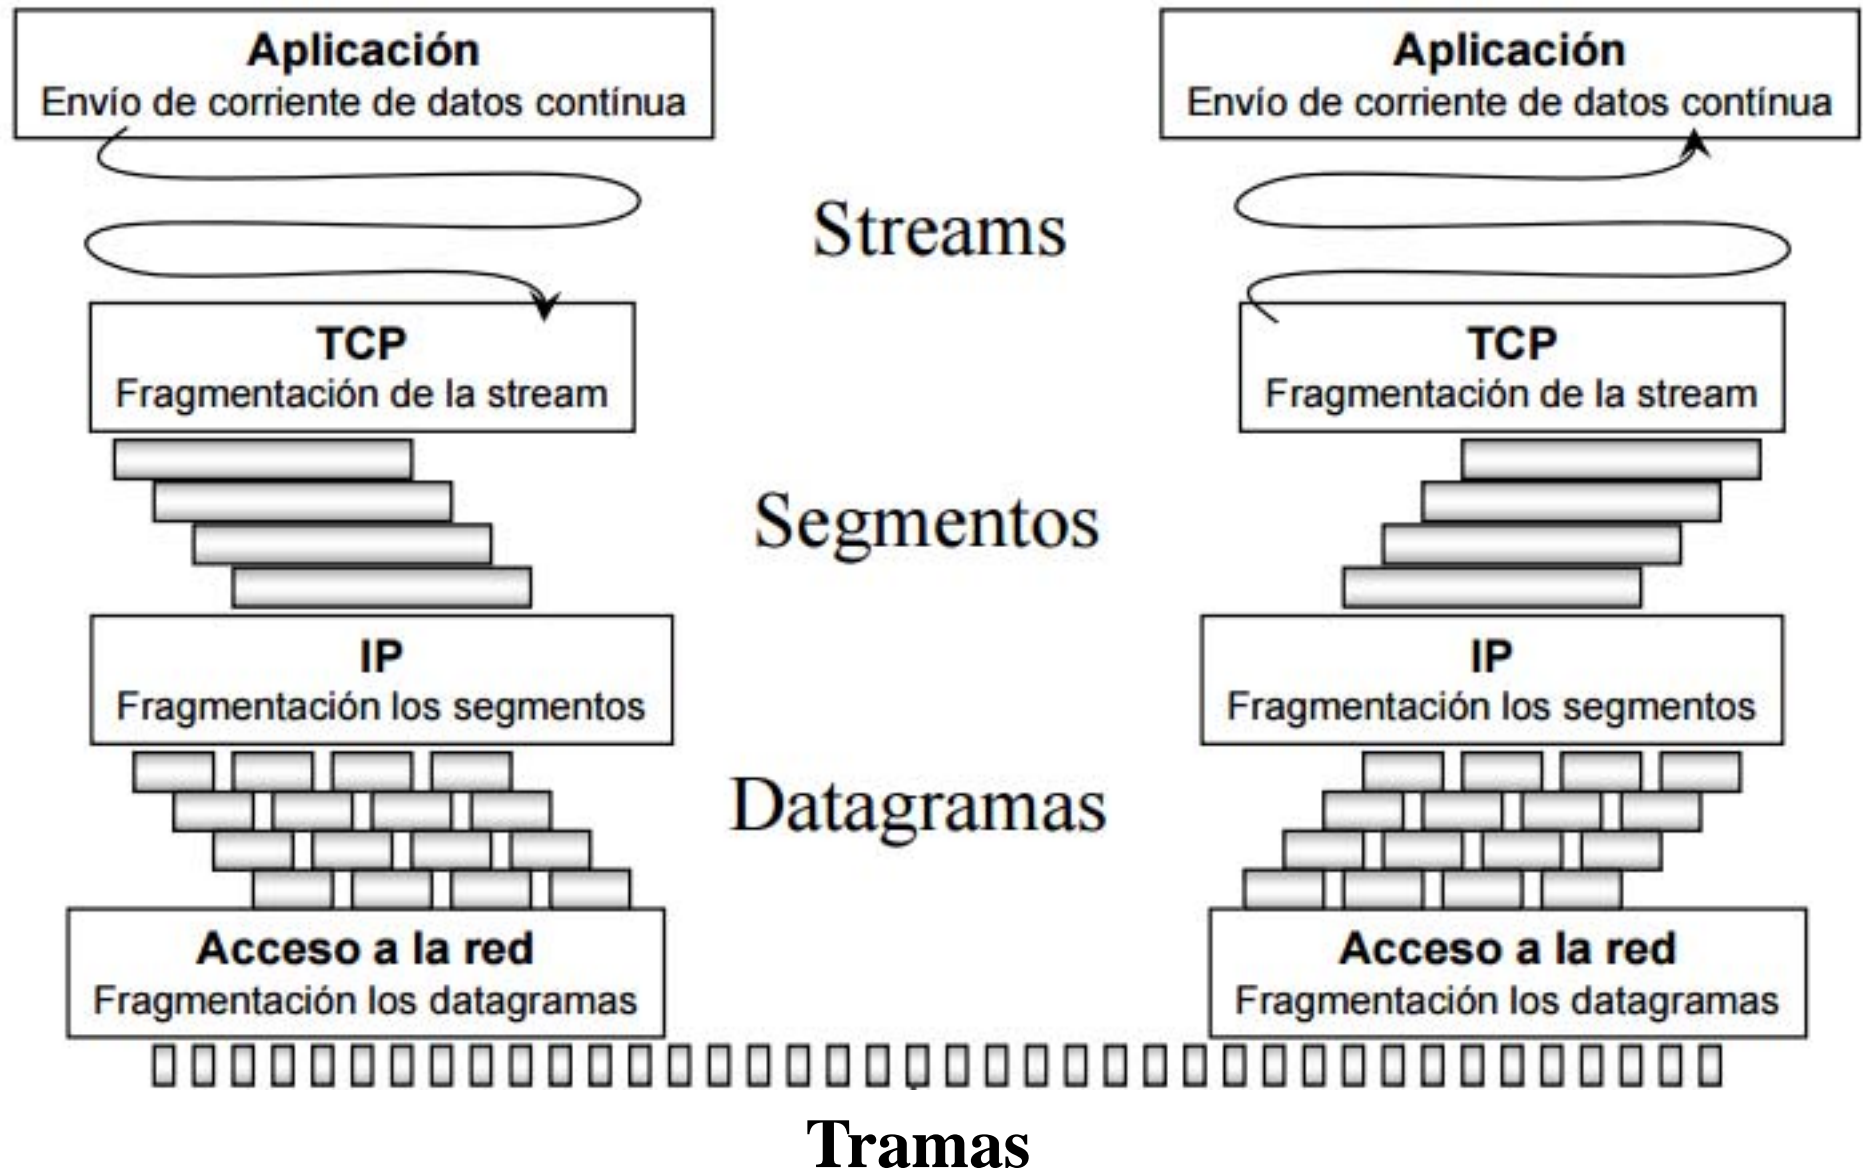 Aplicación
Envío de corriente de datos contínua
Aplicación
Envío de corriente de datos contínua
Streams
TCP
Fragmentación de la stream
TCP
Fragmentación de la stream
Segmentos
IP
Fragmentación los segmentos
IP
Fragmentación los segmentos
Datagramas
Acceso a la red
Fragmentación los datagramas
Acceso a la red
Fragmentación los datagramas
Tramas